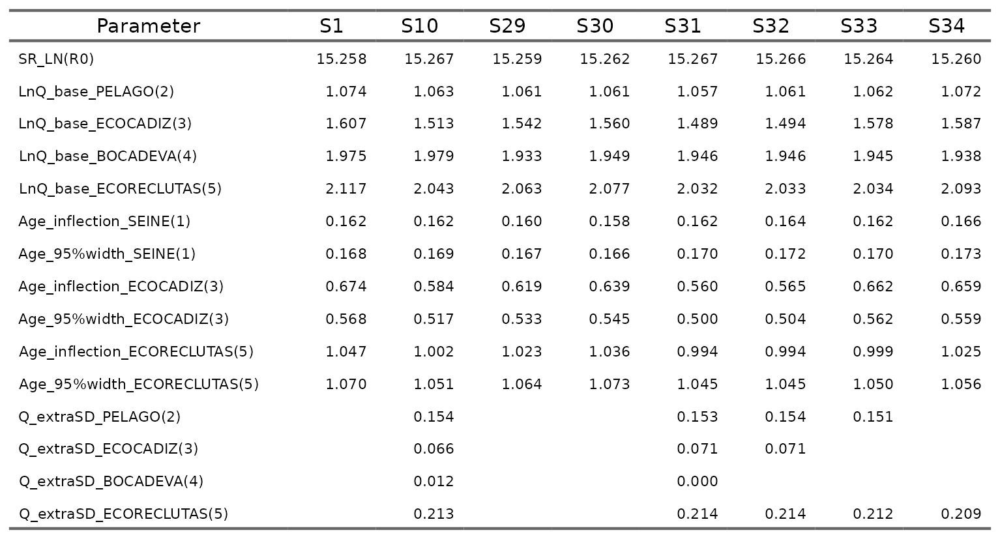 Parameter S1 S10 S29 S30 S31 S32 S33 S34
SR_LN(R0) 15.258 15.267 15.259 15.262 15.267 15.266 15.264 15.260
LnQ_base_PELAGO(2) 1.074 1.063 1.061 1.061 1.057 1.061 1.062 1.072
LnQ_base_ECOCADIZ(3) 1.607 1.513 1.542 1.560 1.489 1.494 1.578 1.587
LnQ_base_BOCADEVA(4) 1.975 1.979 1.933 1.949 1.946 1.946 1.945 1.938
LnQ_base_ECORECLUTAS(5) 2.117 2.043 2.063 2.077 2.032 2.033 2.034 2.093
Age_inflection_SEINE(1) 0.162 0.162 0.160 0.158 0.162 0.164 0.162 0.166
Age_95%width_SEINE(1) 0.168 0.169 0.167 0.166 0.170 0.172 0.170 0.173
Age_inflection_ECOCADIZ(3) 0.674 0.584 0.619 0.639 0.560 0.565 0.662 0.659
Age_95%width_ECOCADIZ(3) 0.568 0.517 0.533 0.545 0.500 0.504 0.562 0.559
Age_inflection_ECORECLUTAS(5) 1.047 1.002 1.023 1.036 0.994 0.994 0.999 1.025
Age_95%width_ECORECLUTAS(5) 1.070 1.051 1.064 1.073 1.045 1.045 1.050 1.056
Q_extraSD_PELAGO(2) 0.154 0.153 0.154 0.151
Q_extraSD_ECOCADIZ(3) 0.066 0.071 0.071
Q_extraSD_BOCADEVA(4) 0.012 0.000
Q_extraSD_ECORECLUTAS(5) 0.213 0.214 0.214 0.212 0.209